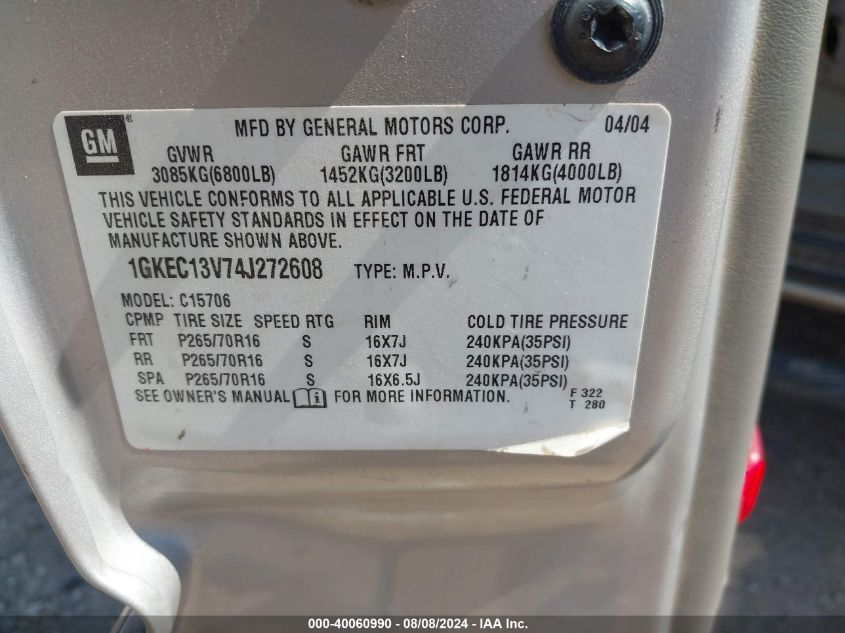 GM®
MFD BY GENERAL MOTORS CORP. 04/04
GVWR GAWR FRT GAWR RR
3085KG(6800LB) 1452KG(3200LB) 1814KG(4000LB)
THIS VEHICLE CONFORMS TO ALL APPLICABLE U.S. FEDERAL MOTOR
VEHICLE SAFETY STANDARDS IN EFFECT ON THE DATE OF
MANUFACTURE SHOWN ABOVE.
1GKEC13V74J272608 TYPE: M.P.V.
MODEL: C15706
CPMP TIRE SIZE SPEED RTG RIM COLD TIRE PRESSURE
FRT P265/70R16 S 16X7J 240KPA(35PSI)
RR P265/70R16 S 16X7J 240KPA(35PSI)
SPA P265/70R16 S 16X6.5J 240KPA(35PSI)
SEE OWNER'S MANUAL i FOR MORE INFORMATION. F 322
T 280
000-40060990 - 08/08/2024 - IAA Inc.